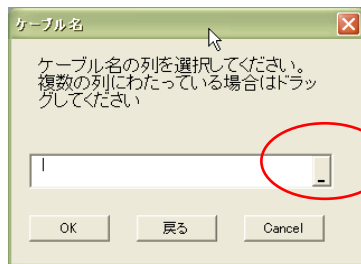 ケーブル名
ケーブル名の列を選択してください。
複数の列にわたっている場合はドラッ
グしてください
OK
戻る
Cancel